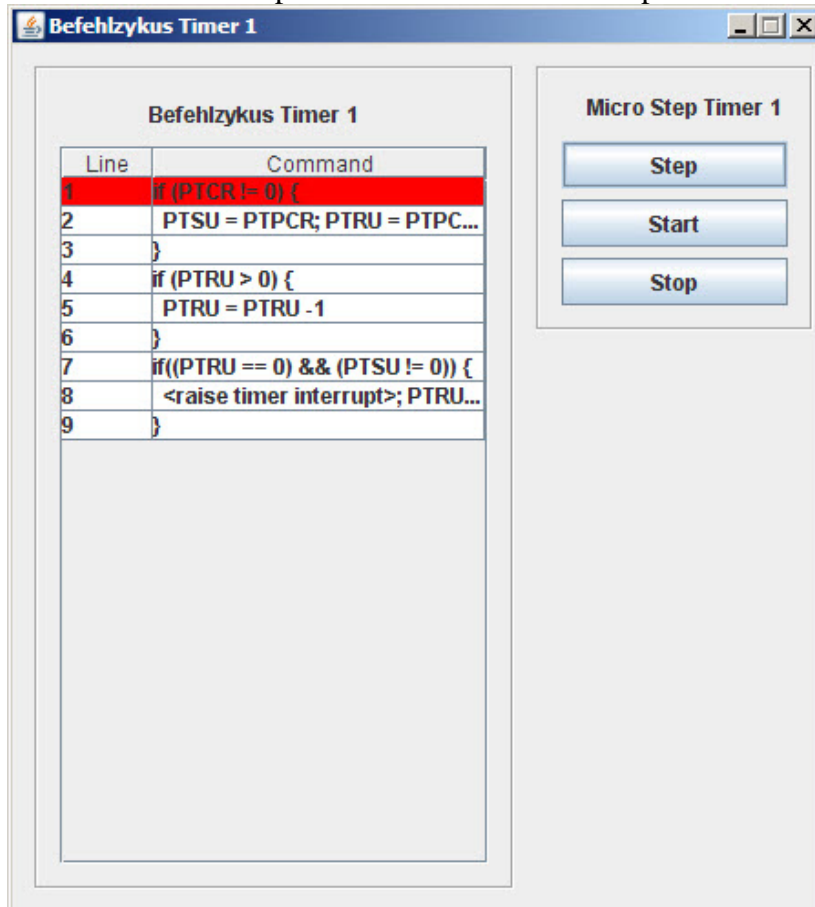 Befehlzykus Timer 1
Befehlzykus Timer 1
Line Command
1 if (PTCR != 0) {
2 PTSU = PTPCR; PTRU = PTPC...
3 }
4 if (PTRU > 0) {
5 PTRU = PTRU -1
6 }
7 if((PTRU == 0) && (PTSU != 0)) {
8 <raise timer interrupt>; PTRU...
9 }
Micro Step Timer 1
Step
Start
Stop